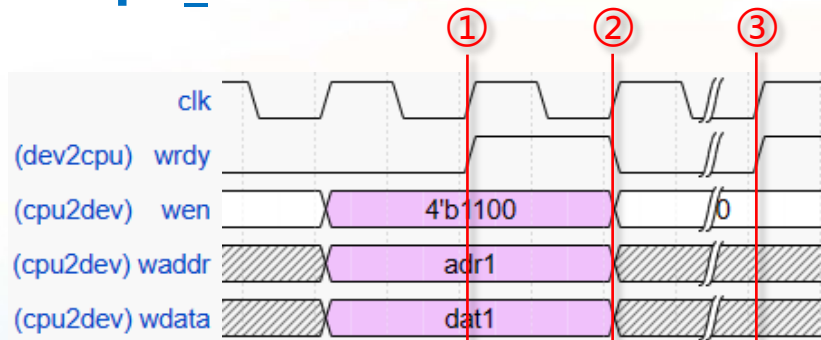 ① ② ③
clk
(dev2cpu) wrdy
(cpu2dev) wen 4'b1100 0
(cpu2dev) waddr adr1
(cpu2dev) wdata dat1